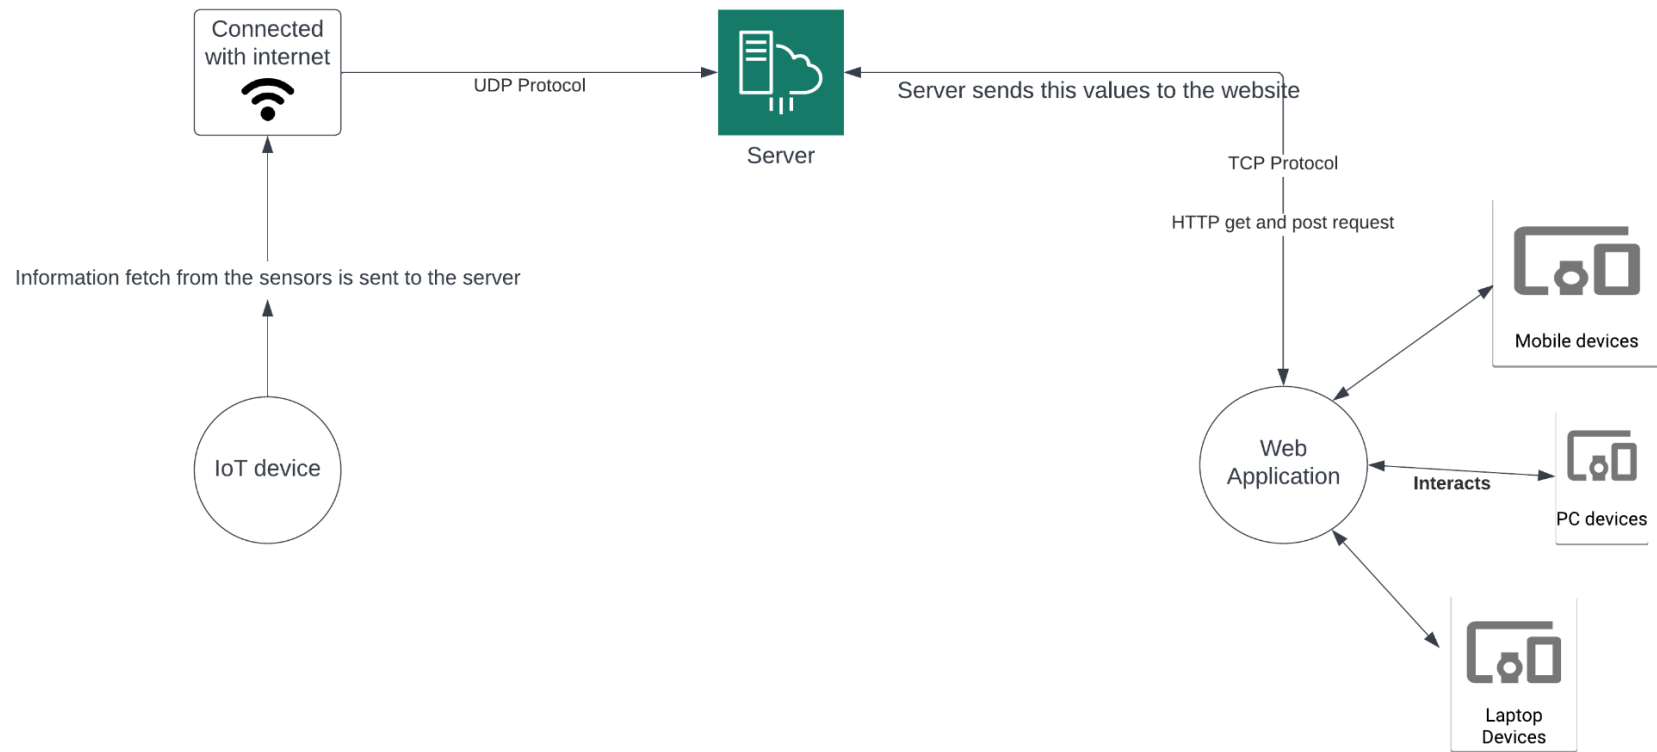 Connected
with internet
UDP Protocol
Server
Server sends this values to the website
TCP Protocol
HTTP get and post request
Information fetch from the sensors is sent to the server
IoT device
Web
Application
Interacts
Mobile devices
PC devices
Laptop
Devices